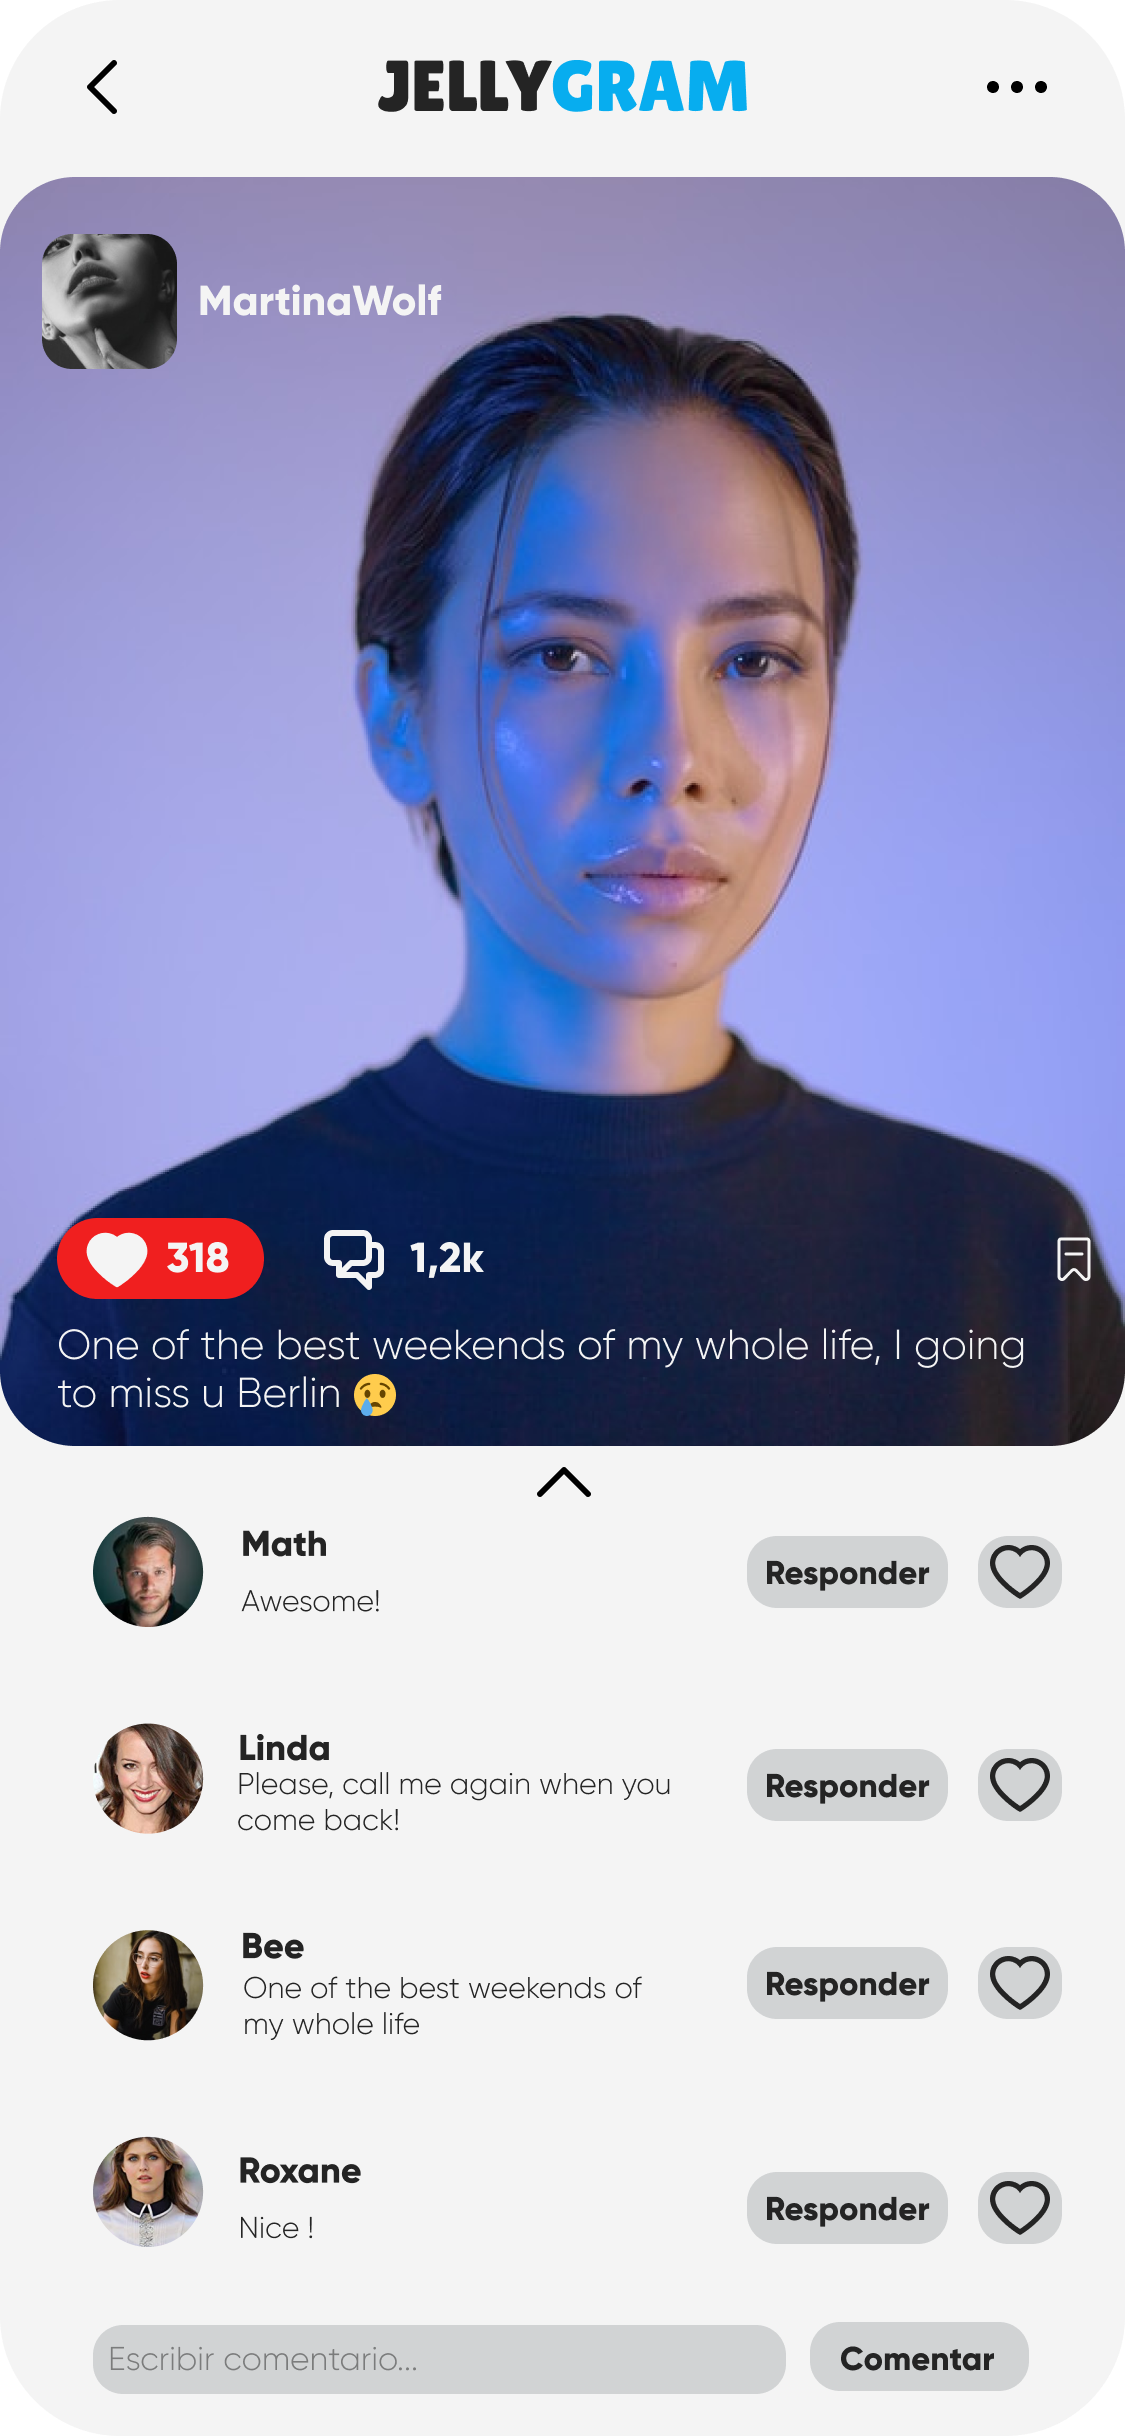 JELLYGRAM
MartinaWolf
318
1,2k
One of the best weekends of my whole life, I going
to miss u Berlin 😢
Math
Awesome!
Responder
Linda
Please, call me again when you
come back!
Responder
Bee
One of the best weekends of
my whole life
Responder
Roxane
Nice !
Responder
Escribir comentario...
Comentar